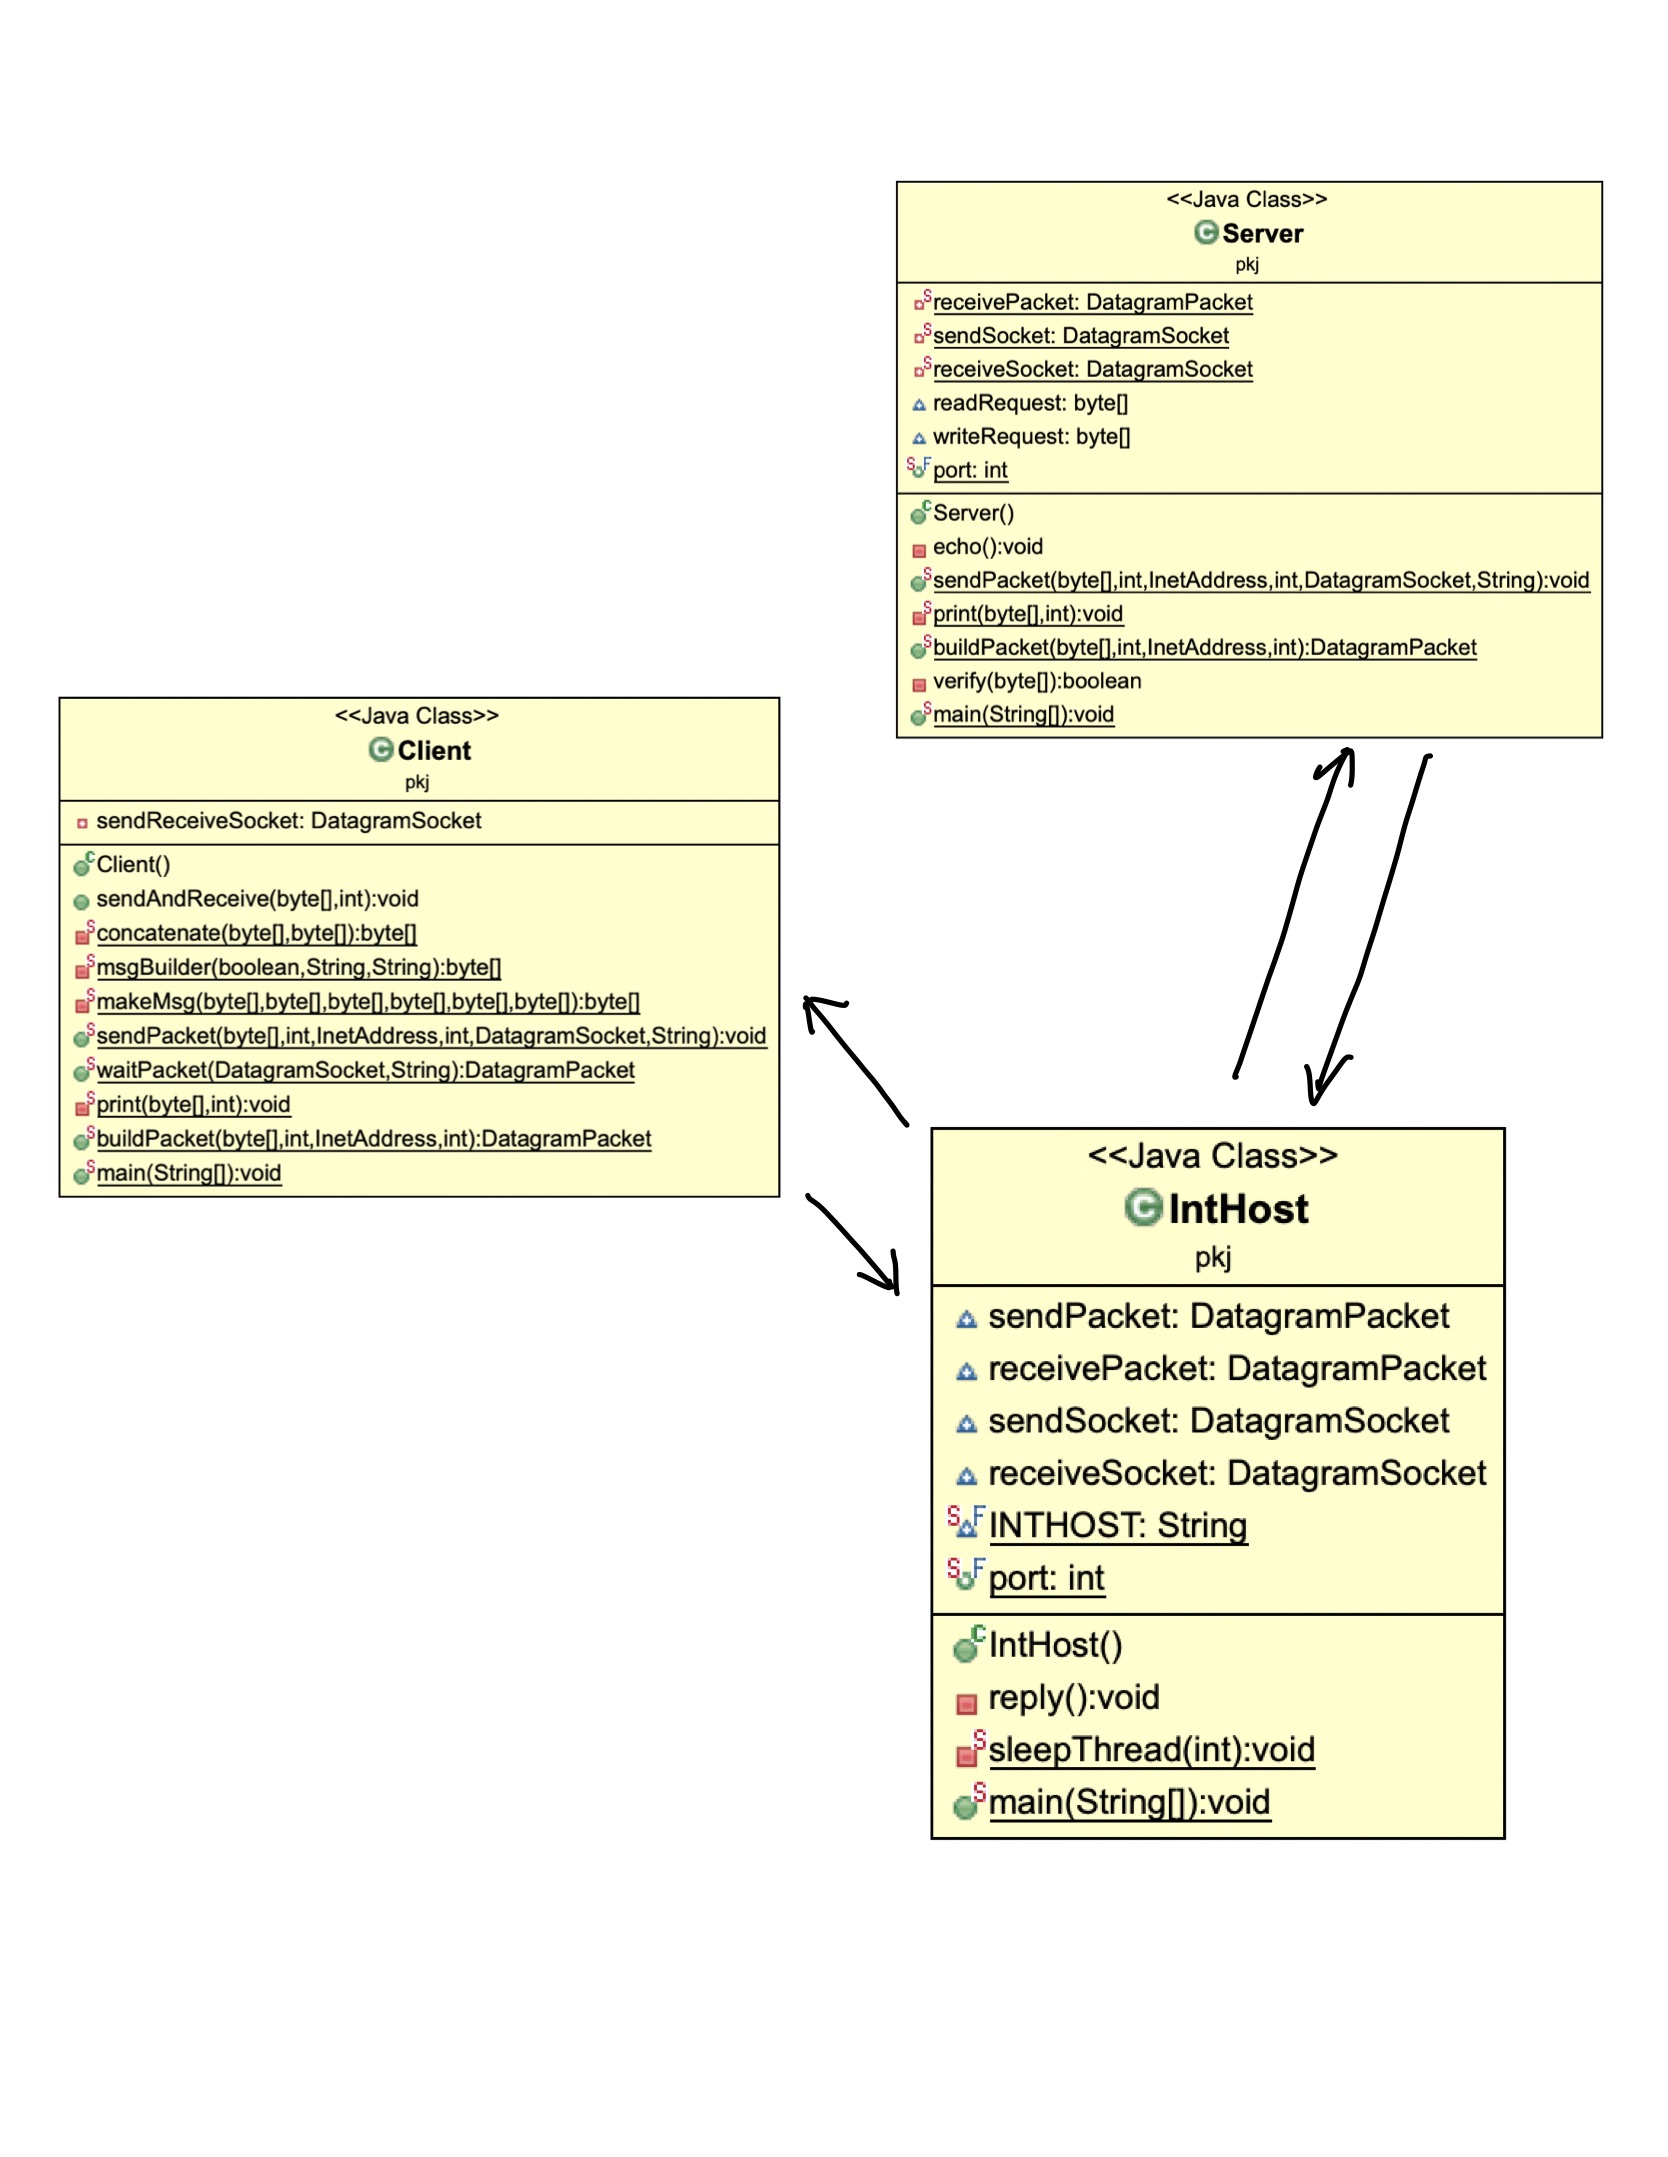 <<Java Class>>
Server
pkj
receivePacket: DatagramPacket
sendSocket: DatagramSocket
receiveSocket: DatagramSocket
readRequest: byte[]
writeRequest: byte[]
port: int
Server()
echo():void
sendPacket(byte[],int,InetAddress,int,DatagramSocket,String):void
print(byte[],int):void
buildPacket(byte[],int,InetAddress,int):DatagramPacket
verify(byte[]):boolean
main(String[]):void
<<Java Class>>
Client
pkj
sendReceiveSocket: DatagramSocket
Client()
sendAndReceive(byte[],int):void
concatenate(byte[],byte[]):byte[]
msgBuilder(boolean,String,String):byte[]
makeMsg(byte[],byte[],byte[],byte[],byte[],byte[]):byte[]
sendPacket(byte[],int,InetAddress,int,DatagramSocket,String):void
waitPacket(DatagramSocket,String):DatagramPacket
print(byte[],int):void
buildPacket(byte[],int,InetAddress,int):DatagramPacket
main(String[]):void
<<Java Class>>
IntHost
pkj
sendPacket: DatagramPacket
receivePacket: DatagramPacket
sendSocket: DatagramSocket
receiveSocket: DatagramSocket
INTHOST: String
port: int
IntHost()
reply():void
sleepThread(int):void
main(String[]):void